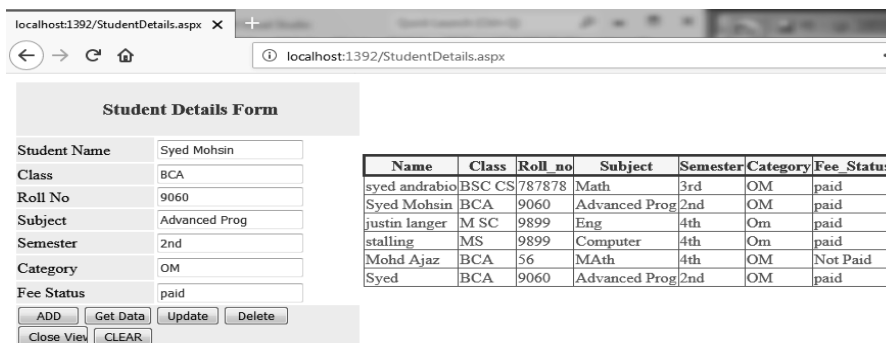 localhost:1392/StudentDetails.aspx
localhost:1392/StudentDetails.aspx
Student Details Form
Student Name Syed Mohsin
Class BCA
Roll No 9060
Subject Advanced Prog
Semester 2nd
Category OM
Fee Status paid
ADD Get Data Update Delete
Close View CLEAR
Name Class Roll_no Subject Semester Category Fee_Status
syed andrabio BSC CS 787878 Math 3rd OM paid
Syed Mohsin BCA 9060 Advanced Prog 2nd OM paid
justin langer M SC 9899 Eng 4th Om paid
stalling MS 9899 Computer 4th Om paid
Mohd Ajaz BCA 56 MAth 4th OM Not Paid
Syed BCA 9060 Advanced Prog 2nd OM paid